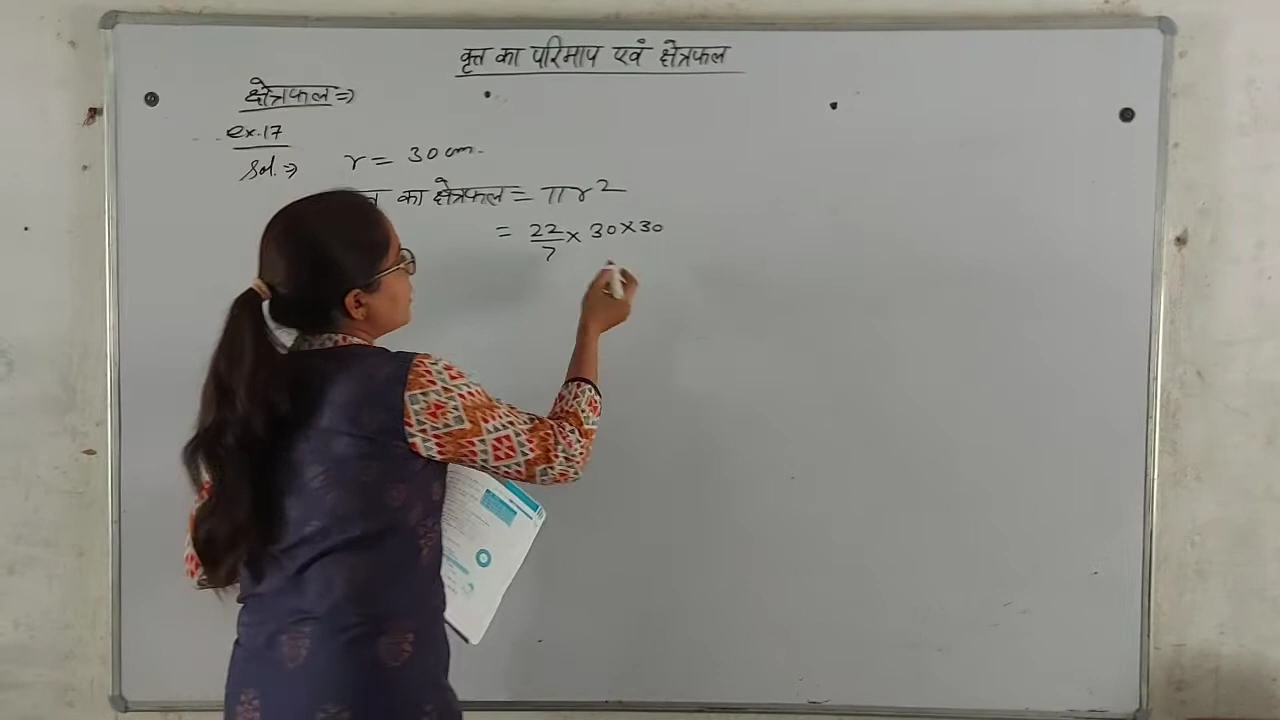 वृत्त का परिमाप एवं क्षेत्रफल
क्षेत्रफल ⇒
ex.17
Sol. ⇒ r = 30 cm.
का क्षेत्रफल = πr²
= 22/7 × 30 × 30